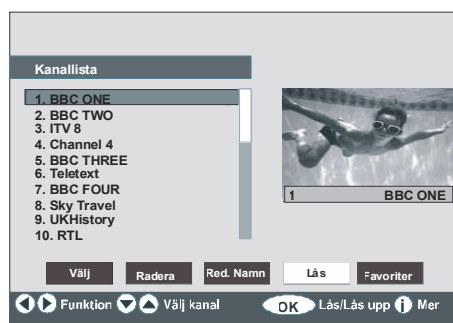 Kanallista
1. BBC ONE
2. BBC TWO
3. ITV 8
4. Channel 4
5. BBC THREE
6. Teletext
7. BBC FOUR
8. Sky Travel
9. UKHistory
10. RTL
1 BBC ONE
Välj Radera Red. Namn Lås Favoriter
Funktion Välj kanal OK Lås/Lås upp i Mer